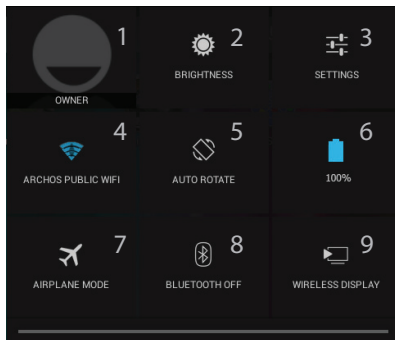 1 2 3
BRIGHTNESS SETTINGS
OWNER
4 5 6
ARCHOS PUBLIC WIFI AUTO ROTATE 100%
7 8 9
AIRPLANE MODE BLUETOOTH OFF WIRELESS DISPLAY